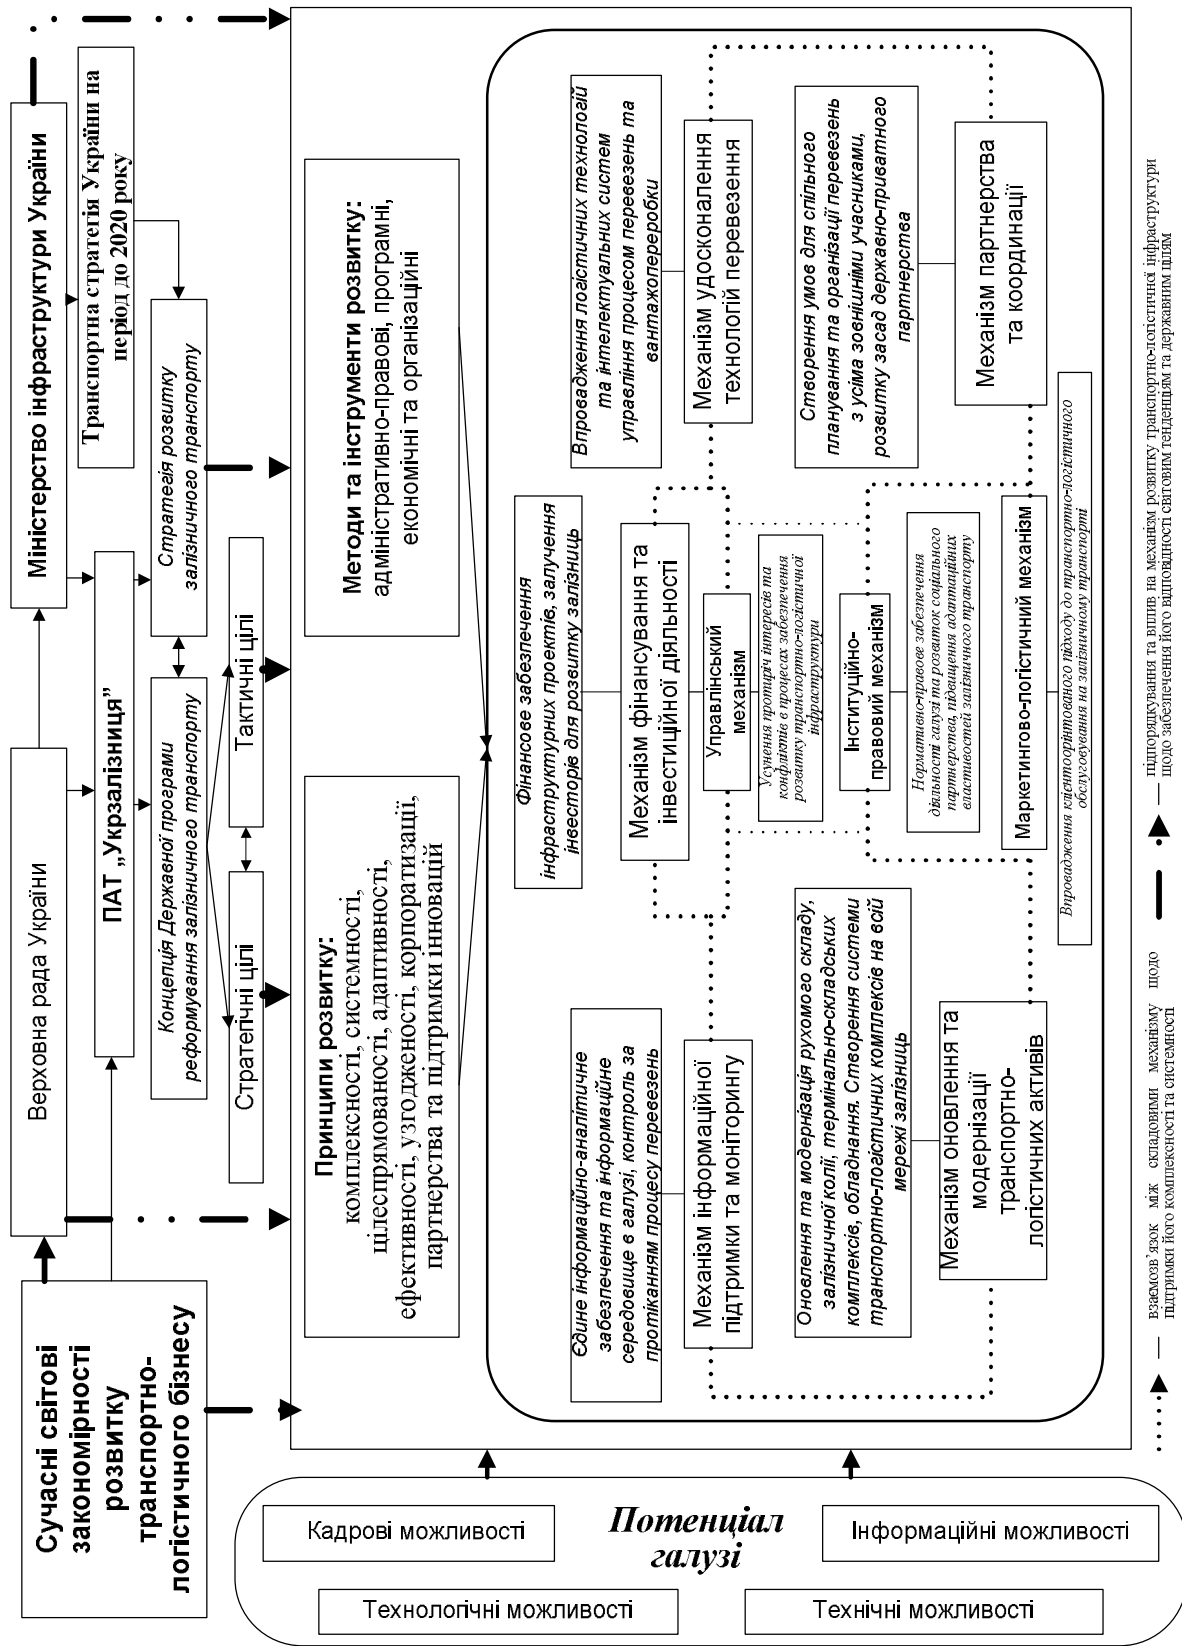 Сучасні світові
закономірності
розвитку
транспортно-
логістичного бізнесу
Верховна рада України
Міністерство інфраструктури України
ПАТ „Укрзалізниця”
Транспортна стратегія України на
період до 2020 року
Концепція Державної програми
реформування залізничного транспорту
Стратегія розвитку
залізничного транспорту
Стратегічні цілі
Тактичні цілі
Принципи розвитку:
комплексності, системності,
цілеспрямованості, адаптивності,
ефективності, узгодженості, корпоратизації,
партнерства та підтримки інновацій
Методи та інструменти розвитку:
адміністративно-правові, програмні,
економічні та організаційні
Єдине інформаційно-аналітичне
забезпечення та інформаційне
середовище в галузі, контроль за
протіканням процесу перевезень
Механізм інформаційної
підтримки та моніторингу
Фінансове забезпечення
інфраструктурних проектів, залучення
інвесторів для розвитку залізниць
Механізм фінансування та
інвестиційної діяльності
Впровадження логістичних технологій
та інтелектуальних систем
управління процесом перевезень та
вантажопереробки
Механізм удосконалення
технологій перевезення
Управлінський
механізм
Усунення протиріч інтересів та
конфліктів в процесах забезпечення
розвитку транспортно-логістичної
інфраструктури
Інституційно-
правовий механізм
Нормативно-правове забезпечення
діяльності галузі та розвиток соціального
партнерства, підвищення адаптаційних
властивостей залізничного транспорту
Оновлення та модернізація рухомого складу,
залізничної колії, термінально-складських
комплексів, обладнання. Створення системи
транспортно-логістичних комплексів на всій
мережі залізниць
Механізм оновлення та
модернізації
транспортно-
логістичних активів
Створення умов для спільного
планування та організації перевезень
з усіма зовнішніми учасниками,
розвитку засад державно-приватного
партнерства
Механізм партнерства
та координації
Маркетингово-логістичний механізм
Впровадження клієнтоорінтованого підходу до транспортно-логістичного
обслуговування на залізничному транспорті
Потенціал
галузі
Кадрові можливості
Інформаційні можливості
Технологічні можливості
Технічні можливості
— взаємозв’язок між складовими механізму щодо
підтримки його комплексності та системності
— підпорядкування та вплив на механізм розвитку транспортно-логістичної інфраструктури
щодо забезпечення його відповідності світовим тенденціям та державним цілям